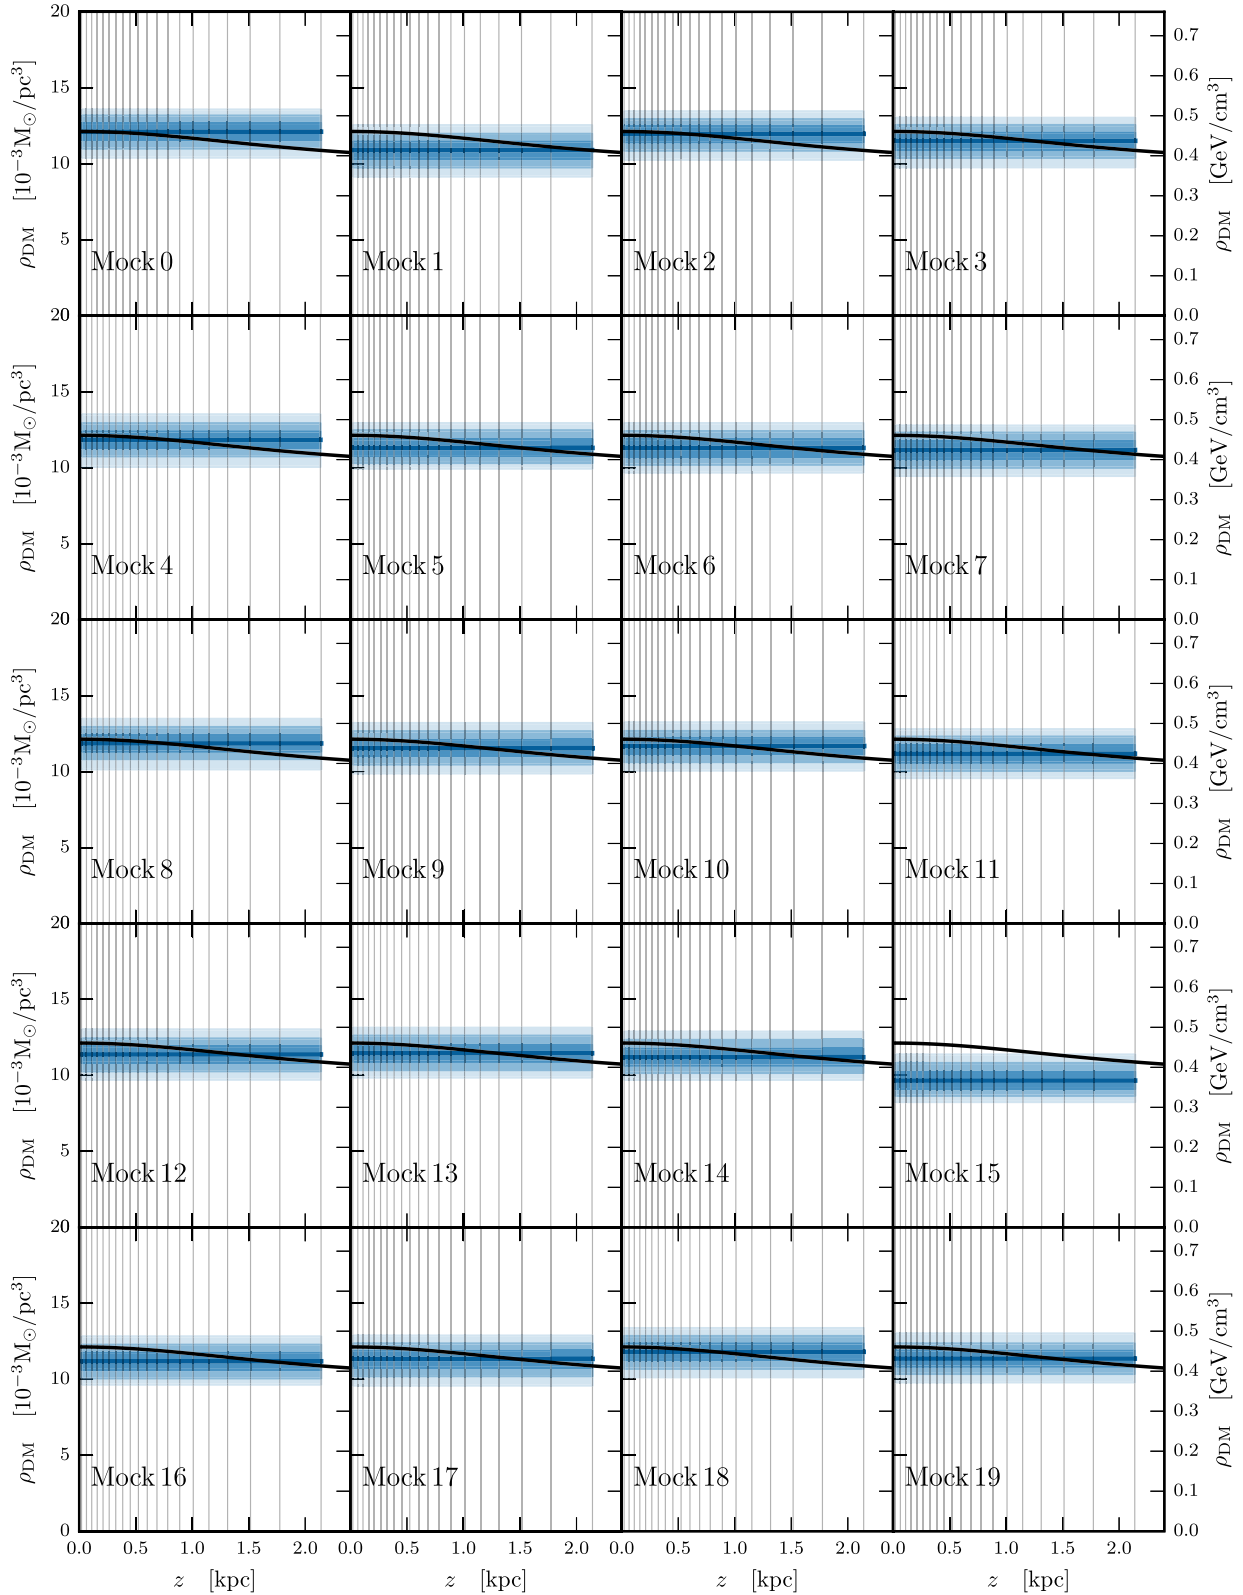 20 0.7
15 0.6
0.5
10 0.4
0.3
5 0.2
0.1
20 0.0
ρDM [10⁻³M⊙/pc³]
Mock 0 Mock 1 Mock 2 Mock 3
ρDM [GeV/cm³]
0.7
15 0.6
0.5
10 0.4
0.3
5 0.2
0.1
20 0.0
ρDM [10⁻³M⊙/pc³]
Mock 4 Mock 5 Mock 6 Mock 7
ρDM [GeV/cm³]
0.7
15 0.6
0.5
10 0.4
0.3
5 0.2
0.1
20 0.0
ρDM [10⁻³M⊙/pc³]
Mock 8 Mock 9 Mock 10 Mock 11
ρDM [GeV/cm³]
0.7
15 0.6
0.5
10 0.4
0.3
5 0.2
0.1
20 0.0
ρDM [10⁻³M⊙/pc³]
Mock 12 Mock 13 Mock 14 Mock 15
ρDM [GeV/cm³]
0.7
15 0.6
0.5
10 0.4
0.3
5 0.2
0.1
0 0.0
ρDM [10⁻³M⊙/pc³]
Mock 16 Mock 17 Mock 18 Mock 19
ρDM [GeV/cm³]
0.0 0.5 1.0 1.5 2.0 0.0 0.5 1.0 1.5 2.0 0.0 0.5 1.0 1.5 2.0 0.0 0.5 1.0 1.5 2.0
z [kpc] z [kpc] z [kpc] z [kpc]